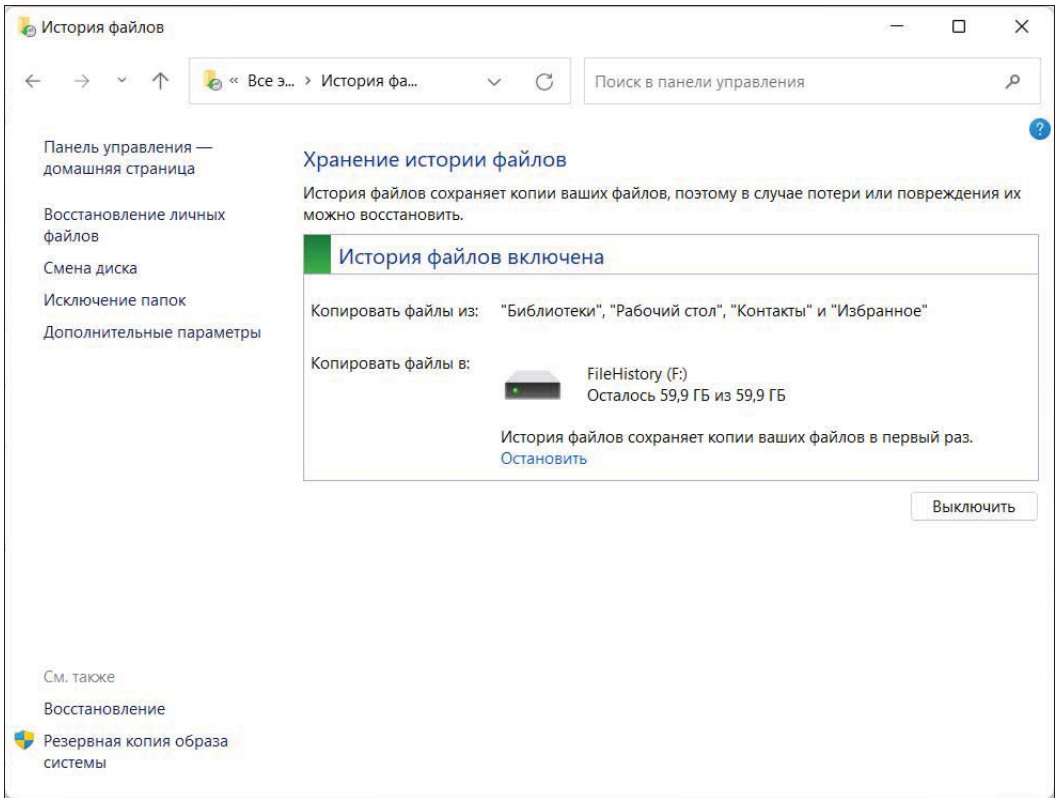 История файлов
« Все э... > История фа...
Поиск в панели управления
?
Панель управления —
домашняя страница
Восстановление личных
файлов
Смена диска
Исключение папок
Дополнительные параметры
Хранение истории файлов
История файлов сохраняет копии ваших файлов, поэтому в случае потери или повреждения их
можно восстановить.
История файлов включена
Копировать файлы из: "Библиотеки", "Рабочий стол", "Контакты" и "Избранное"
Копировать файлы в:
FileHistory (F:)
Осталось 59,9 ГБ из 59,9 ГБ
История файлов сохраняет копии ваших файлов в первый раз.
Остановить
Выключить
См. также
Восстановление
Резервная копия образа
системы